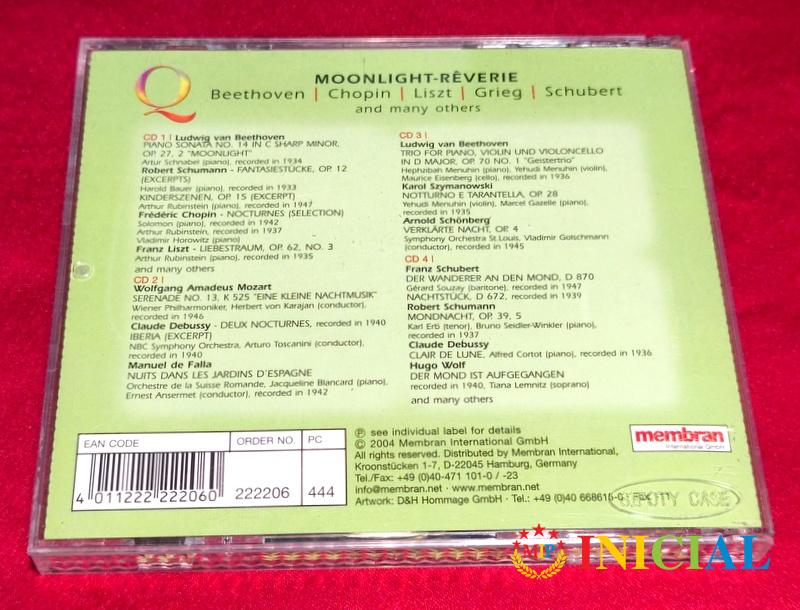 Q
MOONLIGHT-RÊVERIE
Beethoven | Chopin | Liszt | Grieg | Schubert
and many others
CD 1 | Ludwig van Beethoven
PIANO SONATA NO. 14 IN C SHARP MINOR,
OP. 27, 2 "MOONLIGHT"
Artur Schnabel (piano), recorded in 1934
Robert Schumann - FANTASIESTÜCKE, OP. 12
(EXCERPTS)
Harold Bauer (piano), recorded in 1933
KINDERSZENEN, OP. 15 (EXCERPT)
Arthur Rubinstein (piano), recorded in 1947
Frédéric Chopin - NOCTURNES (SELECTION)
Solomon (piano), recorded in 1942
Arthur Rubinstein (piano), recorded in 1937
Vladimir Horowitz (piano)
Franz Liszt - LIEBESTRAUM, OP. 62, NO. 3
Arthur Rubinstein (piano), recorded in 1935
and many others
CD 2 |
Wolfgang Amadeus Mozart
SERENADE NO. 13, K 525 "EINE KLEINE NACHTMUSIK"
Wiener Philharmoniker, Herbert von Karajan (conductor),
recorded in 1946
Claude Debussy - DEUX NOCTURNES, recorded in 1940
IBERIA (EXCERPT)
NBC Symphony Orchestra, Arturo Toscanini (conductor),
recorded in 1940
Manuel de Falla
NUITS DANS LES JARDINS D'ESPAGNE
Orchestre de la Suisse Romande, Jacqueline Blancard (piano),
Ernest Ansermet (conductor), recorded in 1942
CD 3 |
Ludwig van Beethoven
TRIO FOR PIANO, VIOLIN UND VIOLONCELLO
IN D MAJOR, OP. 70 NO. 1 "Geistertrio"
Hephzibah Menuhin (piano), Yehudi Menuhin (violin),
Maurice Eisenberg (cello), recorded in 1936
Karol Szymanowski
NOTTURNO E TARANTELLA, OP. 28
Yehudi Menuhin (violin), Marcel Gazelle (piano),
recorded in 1935
Arnold Schönberg
VERKLÄRTE NACHT, OP. 4
Symphony Orchestra St.Louis, Vladimir Golschmann
(conductor), recorded in 1945
CD 4 |
Franz Schubert
DER WANDERER AN DEN MOND, D 870
Gérard Souzay (baritone), recorded in 1947
NACHTSTÜCK, D 672, recorded in 1939
Robert Schumann
MONDNACHT, OP. 39, 5
Karl Erb (tenor), Bruno Seidler-Winkler (piano),
recorded in 1937
Claude Debussy
CLAIR DE LUNE, Alfred Cortot (piano), recorded in 1936
Hugo Wolf
DER MOND IST AUFGEGANGEN
recorded in 1940, Tiana Lemnitz (soprano)
and many others
EAN CODE
ORDER NO.
PC
4 011222 222060
222206
444
℗ see individual label for details
© 2004 Membran International GmbH
All rights reserved. Distributed by Membran International,
Kroonstücken 1-7, D-22045 Hamburg, Germany
Tel./Fax: +49 (0)40-471 101-0 / -23
info@membran.net · www.membran.net
Artwork: D&H Hommage GmbH · Tel.: +49 (0)40 668615-0 · Fax -11
membran
International GmbH
CASE
MP
INICIAL